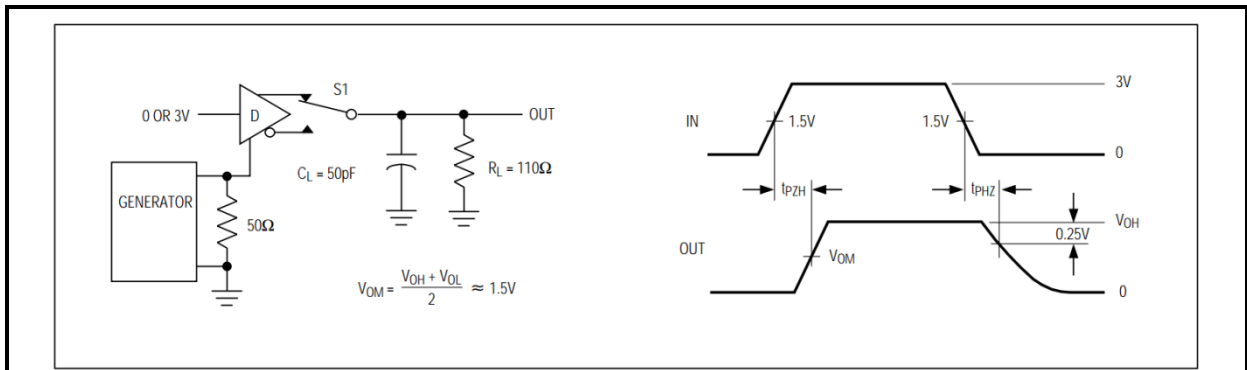 S1
0 OR 3V
D
OUT
GENERATOR
50Ω
C_L = 50pF
R_L = 110Ω
V_OM = (V_OH + V_OL) / 2 ≈ 1.5V
3V
IN
1.5V
1.5V
0
t_PZH
t_PHZ
V_OH
0.25V
OUT
V_OM
0